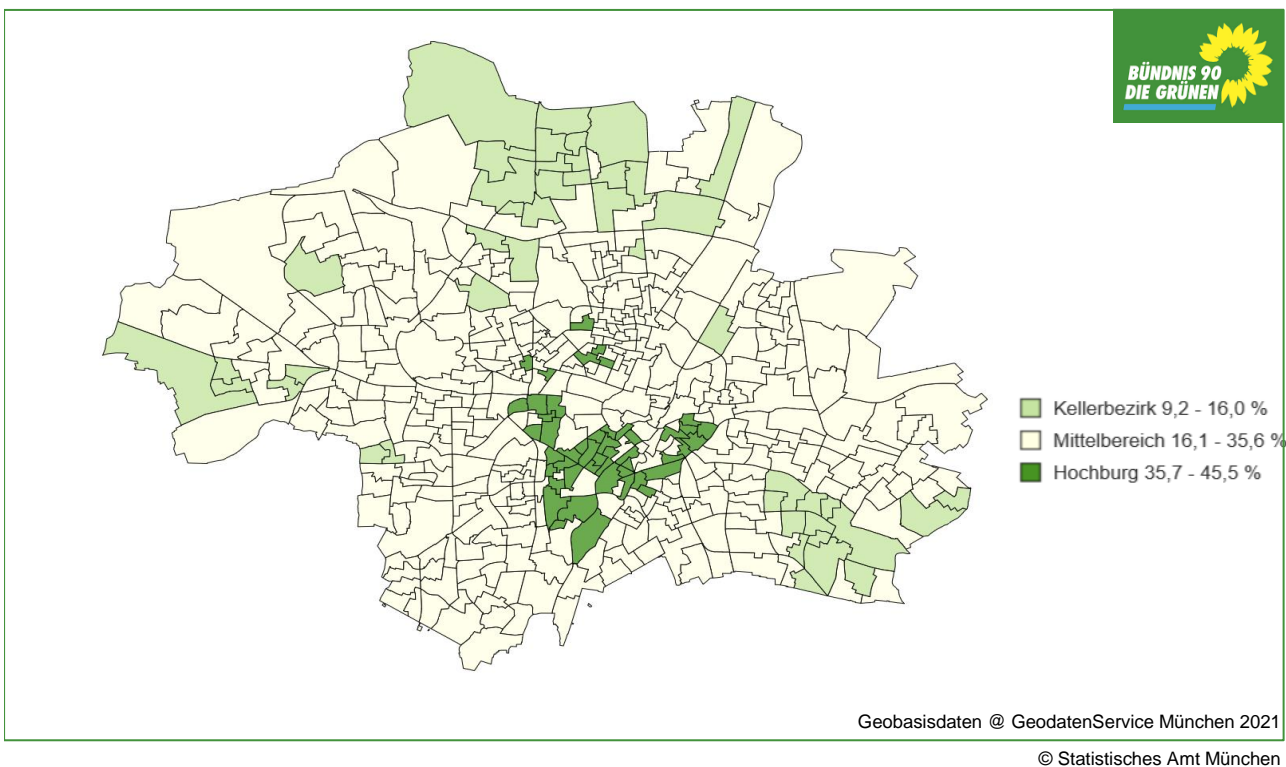 BÜNDNIS 90
DIE GRÜNEN
Kellerbezirk 9,2 - 16,0 %
Mittelbereich 16,1 - 35,6 %
Hochburg 35,7 - 45,5 %
Geobasisdaten @ GeodatenService München 2021
© Statistisches Amt München